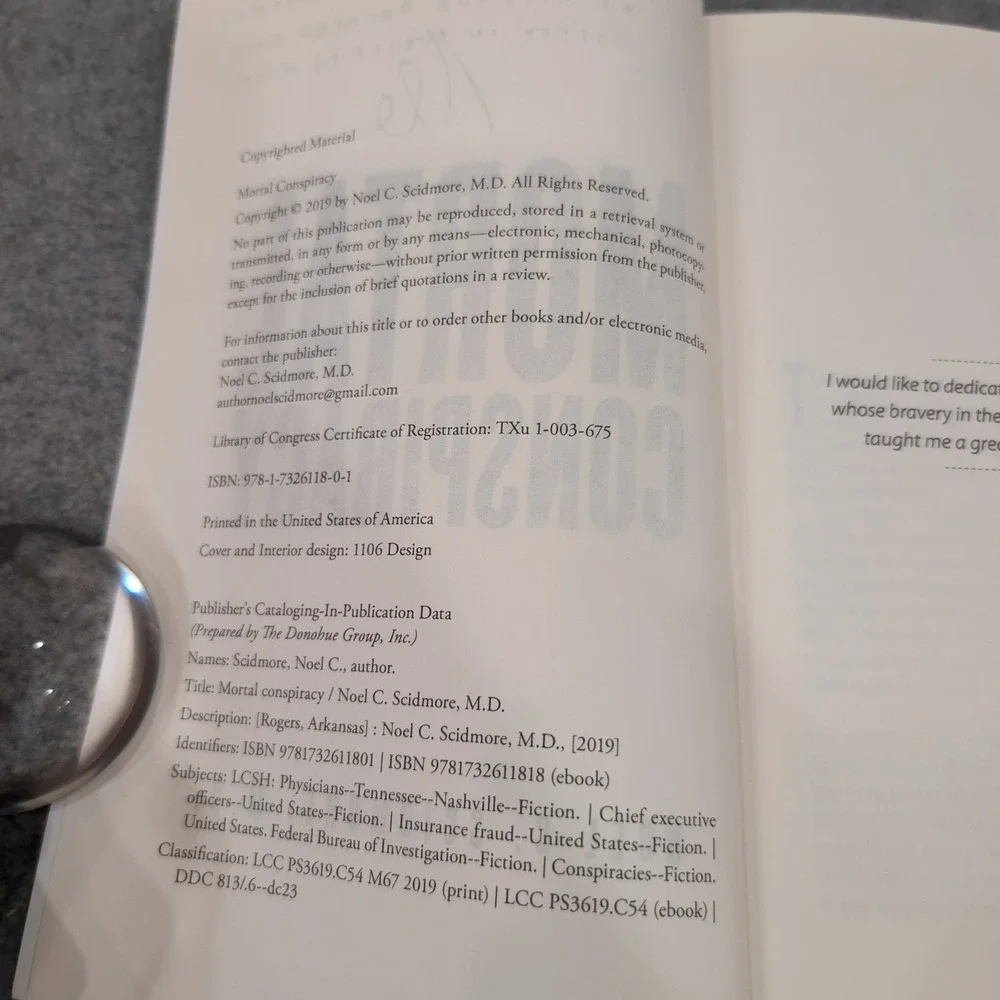 Copyrighted Material
Mortal Conspiracy
Copyright © 2019 by Noel C. Scidmore, M.D. All Rights Reserved.
No part of this publication may be reproduced, stored in a retrieval system or
transmitted, in any form or by any means—electronic, mechanical, photocopy-
ing, recording or otherwise—without prior written permission from the publisher,
except for the inclusion of brief quotations in a review.
For information about this title or to order other books and/or electronic media,
contact the publisher:
Noel C. Scidmore, M.D.
authornoelscidmore@gmail.com
Library of Congress Certificate of Registration: TXu 1-003-675
ISBN: 978-1-7326118-0-1
Printed in the United States of America
Cover and Interior design: 1106 Design
Publisher's Cataloging-In-Publication Data
(Prepared by The Donohue Group, Inc.)
Names: Scidmore, Noel C., author.
Title: Mortal conspiracy / Noel C. Scidmore, M.D.
Description: [Rogers, Arkansas] : Noel C. Scidmore, M.D., [2019]
Identifiers: ISBN 9781732611801 | ISBN 9781732611818 (ebook)
Subjects: LCSH: Physicians--Tennessee--Nashville--Fiction. | Chief executive
officers--United States--Fiction. | Insurance fraud--United States--Fiction. |
United States. Federal Bureau of Investigation--Fiction. | Conspiracies--Fiction.
Classification: LCC PS3619.C54 M67 2019 (print) | LCC PS3619.C54 (ebook) |
DDC 813/.6--dc23
I would like to dedicat
whose bravery in the
taught me a grea
MORTAL
CONSPIRACY